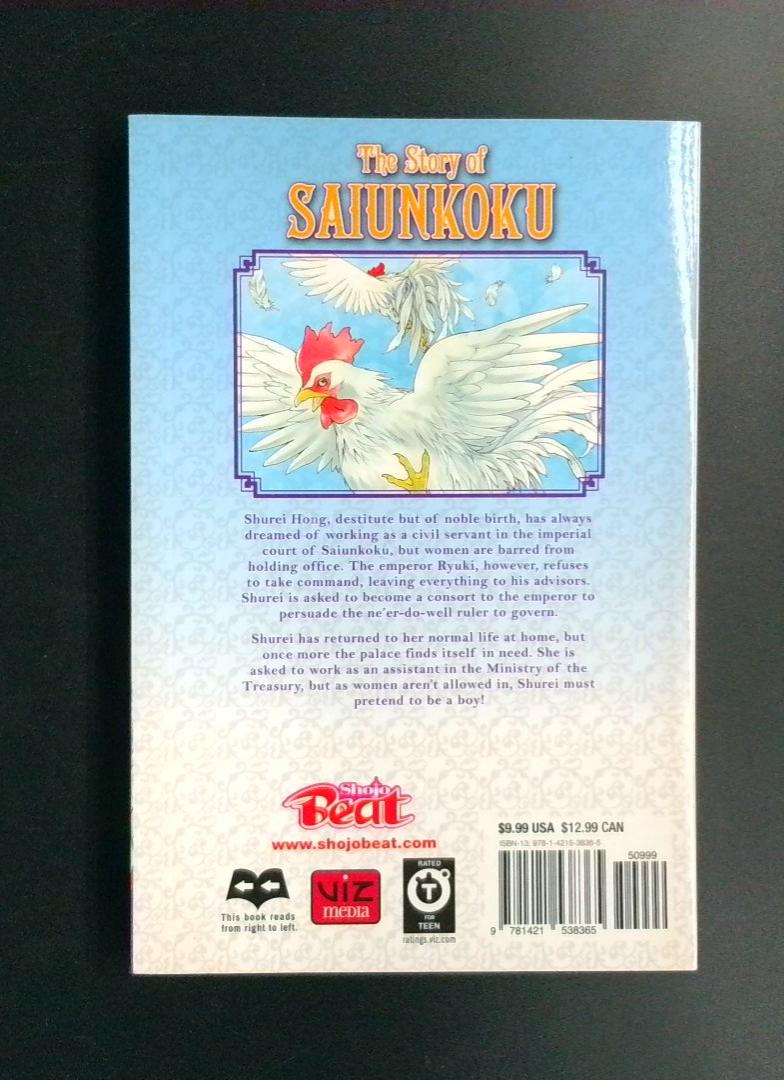 The Story of
SAIUNKOKU
Shurei Hong, destitute but of noble birth, has always
dreamed of working as a civil servant in the imperial
court of Saiunkoku, but women are barred from
holding office. The emperor Ryuki, however, refuses
to take command, leaving everything to his advisors.
Shurei is asked to become a consort to the emperor to
persuade the ne'er-do-well ruler to govern.
Shurei has returned to her normal life at home, but
once more the palace finds itself in need. She is
asked to work as an assistant in the Ministry of the
Treasury, but as women aren't allowed in, Shurei must
pretend to be a boy!
Shojo
Beat
www.shojobeat.com
This book reads
from right to left.
VIZ
MEDIA
RATED
T
FOR
TEEN
ratings.viz.com
$9.99 USA $12.99 CAN
ISBN-13: 978-1-4215-3836-5
50999
9 781421 538365